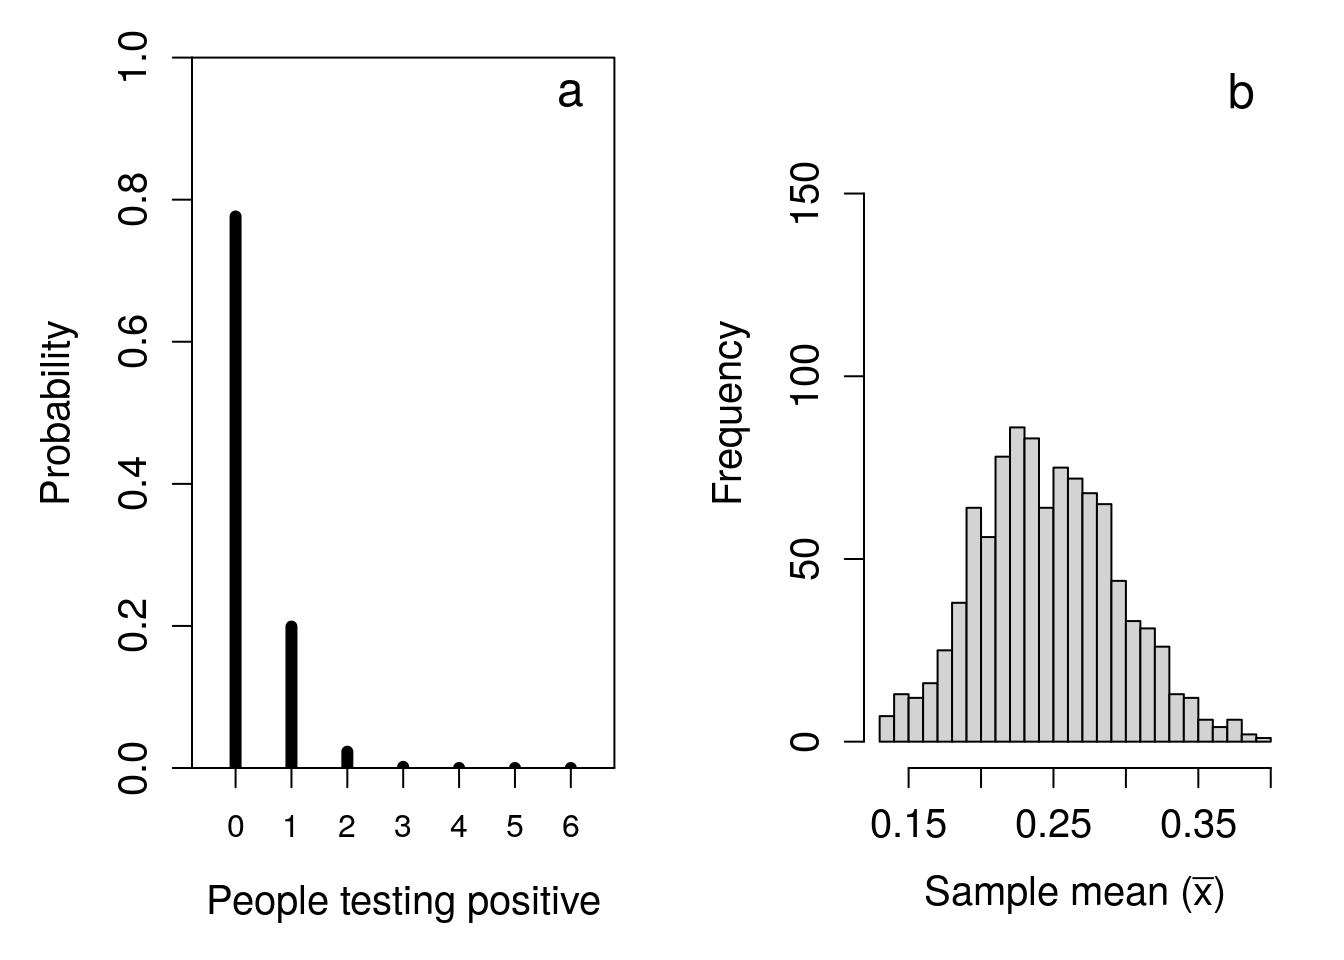 a
1.0
0.8
0.6
0.4
0.2
0.0
Probability
0 1 2 3 4 5 6
People testing positive
b
150
100
50
0
Frequency
0.15 0.25 0.35
Sample mean (x̅)